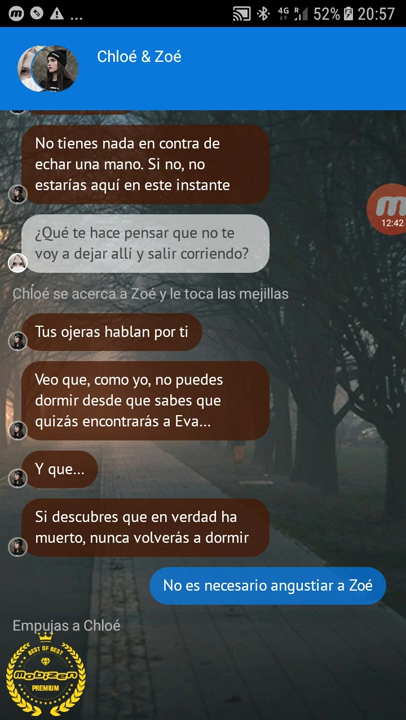 ... 4G R 52% 20:57
Chloé & Zoé
No tienes nada en contra de
echar una mano. Si no, no
estarías aquí en este instante
12:42
¿Qué te hace pensar que no te
voy a dejar allí y salir corriendo?
Chloé se acerca a Zoé y le toca las mejillas
Tus ojeras hablan por ti
Veo que, como yo, no puedes
dormir desde que sabes que
quizás encontrarás a Eva...
Y que...
Si descubres que en verdad ha
muerto, nunca volverás a dormir
No es necesario angustiar a Zoé
Empujas a Chloé
BEST OF BEST
mobizen
PREMIUM